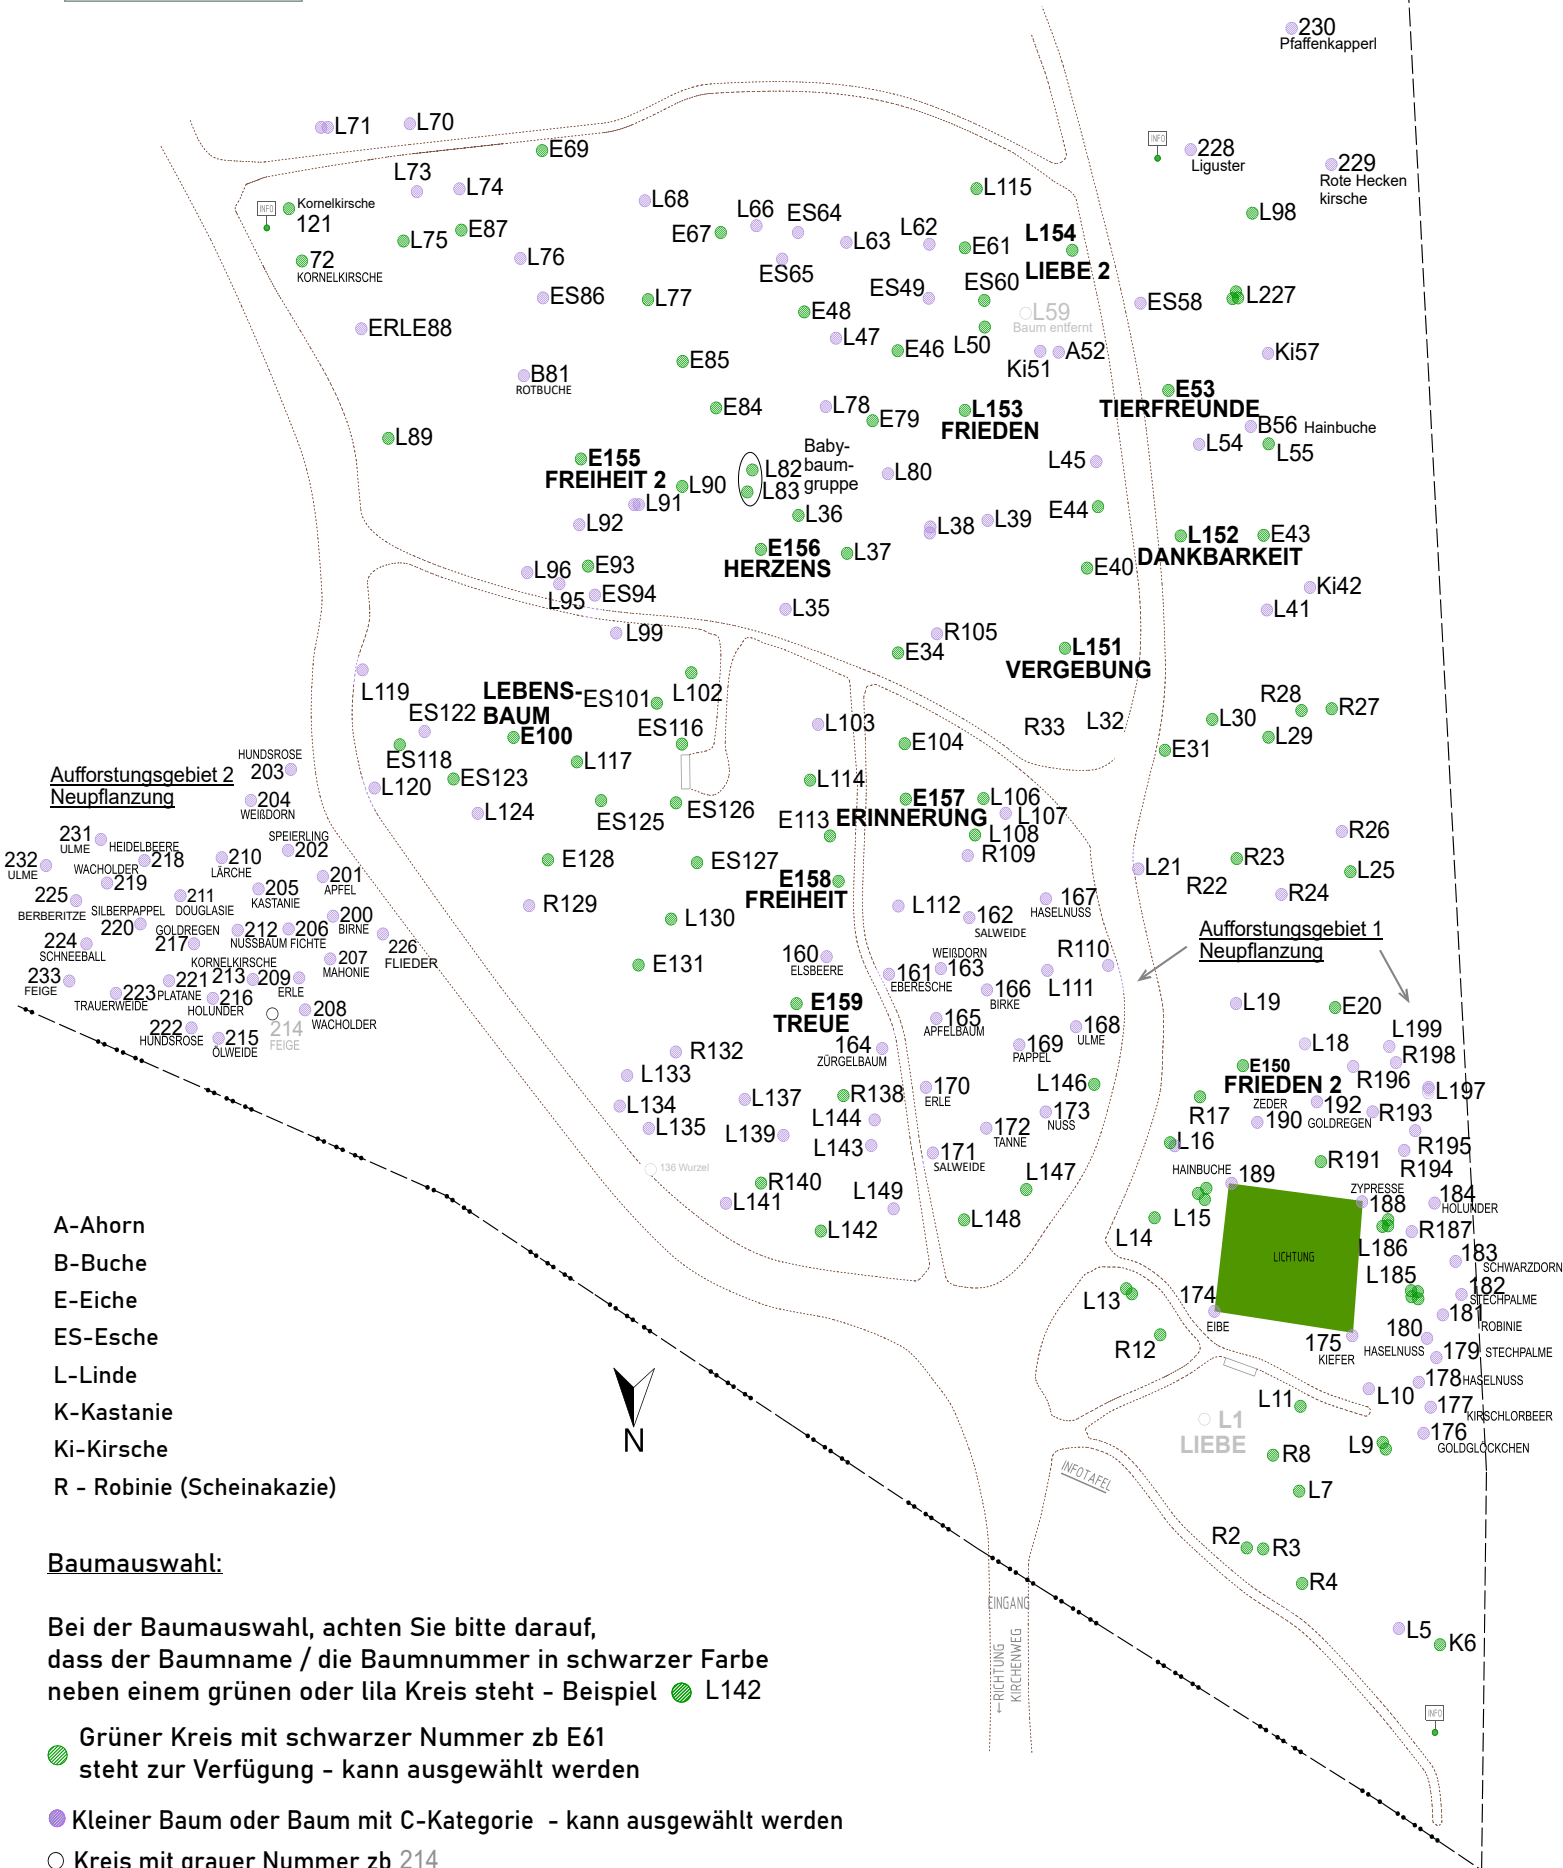 230
Pfaffenkapperl
L71
L70
E69
INFO
228
Liguster
229
Rote Hecken
kirsche
L73
L74
L68
L115
L98
INFO
Kornelkirsche
121
L66
ES64
L62
L63
E67
ES65
E61
L154
LIEBE 2
L75
E87
L76
72
KORNELKIRSCHE
ES86
L77
ES49
ES60
L59
Baum entfernt
ES58
L227
ERLE88
E48
L47
E46
L50
Ki51
A52
Ki57
B81
ROTBUCHE
E85
E53
TIERFREUNDE
E84
L78
E79
L153
FRIEDEN
B56 Hainbuche
L54
L55
L89
E155
FREIHEIT 2
L90
L82
L83
Baby-
baum-
gruppe
L80
L45
L91
L92
L36
L38
L39
E44
L152
DANKBARKEIT
E43
E156
HERZENS
L37
E93
L96
L95
ES94
E40
Ki42
L41
L35
L99
R105
E34
L151
VERGEBUNG
L119
LEBENS-
BAUM
E100
ES101
L102
ES122
ES118
ES116
L103
E104
R33
L32
R28
R27
L30
L29
E31
L117
L114
HUNDSROSE
203
Aufforstungsgebiet 2
Neupflanzung
204
WEIßDORN
L120
ES123
L124
ES125
ES126
E157
ERINNERUNG
L106
L107
E113
L108
R109
R26
231
ULME
HEIDELBEERE
218
SPEIERLING
202
210
LÄRCHE
232
ULME
WACHOLDER
219
201
APFEL
205
KASTANIE
E128
ES127
E158
FREIHEIT
L21
R23
L25
R22
R24
225
BERBERITZE
SILBERPAPPEL
220
211
DOUGLASIE
200
BIRNE
R129
L130
L112
162
SALWEIDE
167
HASELNUSS
Aufforstungsgebiet 1
Neupflanzung
GOLDREGEN
217
212
NUSSBAUM
206
FICHTE
226
FLIEDER
224
SCHNEEBALL
KORNELKIRSCHE
213
209
ERLE
207
MAHONIE
E131
160
ELSBEERE
WEIßDORN
163
161
EBERESCHE
R110
L111
233
FEIGE
221
PLATANE
223
TRAUERWEIDE
216
HOLUNDER
208
WACHOLDER
214
FEIGE
E159
TREUE
166
BIRKE
165
APFELBAUM
168
ULME
L19
E20
222
HUNDSROSE
215
ÖLWEIDE
164
ZÜRGELBAUM
169
PAPPEL
L18
L199
R198
R132
L133
L134
L135
L137
R138
170
ERLE
L146
E150
FRIEDEN 2
R196
L197
R17
ZEDER
190
192
GOLDREGEN
R193
L144
L139
L143
173
NUSS
172
TANNE
171
SALWEIDE
L16
R195
R194
136 Wurzel
R140
L141
L142
L149
L147
L148
HAINBUCHE
189
R191
ZYPRESSE
188
184
HOLUNDER
L15
L14
R187
L186
LICHTUNG
183
SCHWARZDORN
L185
182
STECHPALME
L13
174
EIBE
181
ROBINIE
R12
175
KIEFER
180
HASELNUSS
179 STECHPALME
178 HASELNUSS
L10
177
KIRSCHLORBEER
L11
L1
LIEBE
176
GOLDGLÖCKCHEN
L9
R8
L7
N
INFOTAFEL
R2
R3
R4
EINGANG
←RICHTUNG
KIRCHENWEG
L5
K6
INFO
A-Ahorn
B-Buche
E-Eiche
ES-Esche
L-Linde
K-Kastanie
Ki-Kirsche
R - Robinie (Scheinakazie)
Baumauswahl:
Bei der Baumauswahl, achten Sie bitte darauf,
dass der Baumname / die Baumnummer in schwarzer Farbe
neben einem grünen oder lila Kreis steht - Beispiel L142
Grüner Kreis mit schwarzer Nummer zb E61
steht zur Verfügung - kann ausgewählt werden
Kleiner Baum oder Baum mit C-Kategorie - kann ausgewählt werden
Kreis mit grauer Nummer zb 214